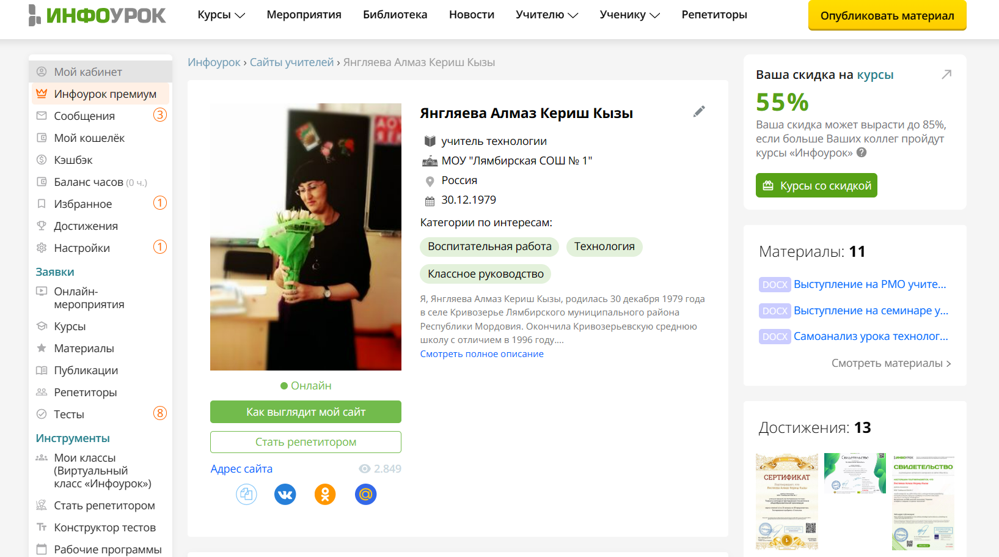 ИНФОУРОК
Курсы
Мероприятия
Библиотека
Новости
Учителю
Ученику
Репетиторы
Опубликовать материал
Мой кабинет
Инфоурок премиум
Сообщения 3
Мой кошелёк
Кэшбэк
Баланс часов (0 ч.)
Избранное 1
Достижения
Настройки 1
Заявки
Онлайн-
мероприятия
Курсы
Материалы
Публикации
Репетиторы
Тесты 8
Инструменты
Мои классы
(Виртуальный
класс «Инфоурок»)
Стать репетитором
Конструктор тестов
Рабочие программы
Инфоурок › Сайты учителей › Янгляева Алмаз Кериш Кызы
Янгляева Алмаз Кериш Кызы
учитель технологии
МОУ "Лямбирская СОШ № 1"
Россия
30.12.1979
Категории по интересам:
Воспитательная работа
Технология
Классное руководство
Я, Янгляева Алмаз Кериш Кызы, родилась 30 декабря 1979 года
в селе Кривозерье Лямбирского муниципального района
Республики Мордовия. Окончила Кривозерьевскую среднюю
школу с отличием в 1996 году....
Смотреть полное описание
Онлайн
Как выглядит мой сайт
Стать репетитором
Адрес сайта
2.849
Ваша скидка на курсы
55%
Ваша скидка может вырасти до 85%,
если больше Ваших коллег пройдут
курсы «Инфоурок» ?
Курсы со скидкой
Материалы: 11
DOCX Выступление на РМО учите...
DOCX Выступление на семинаре у...
DOCX Самоанализ урока технолог...
Смотреть материалы
Достижения: 13
СЕРТИФИКАТ
Свидетельство
ИНФОУРОК
СВИДЕТЕЛЬСТВО